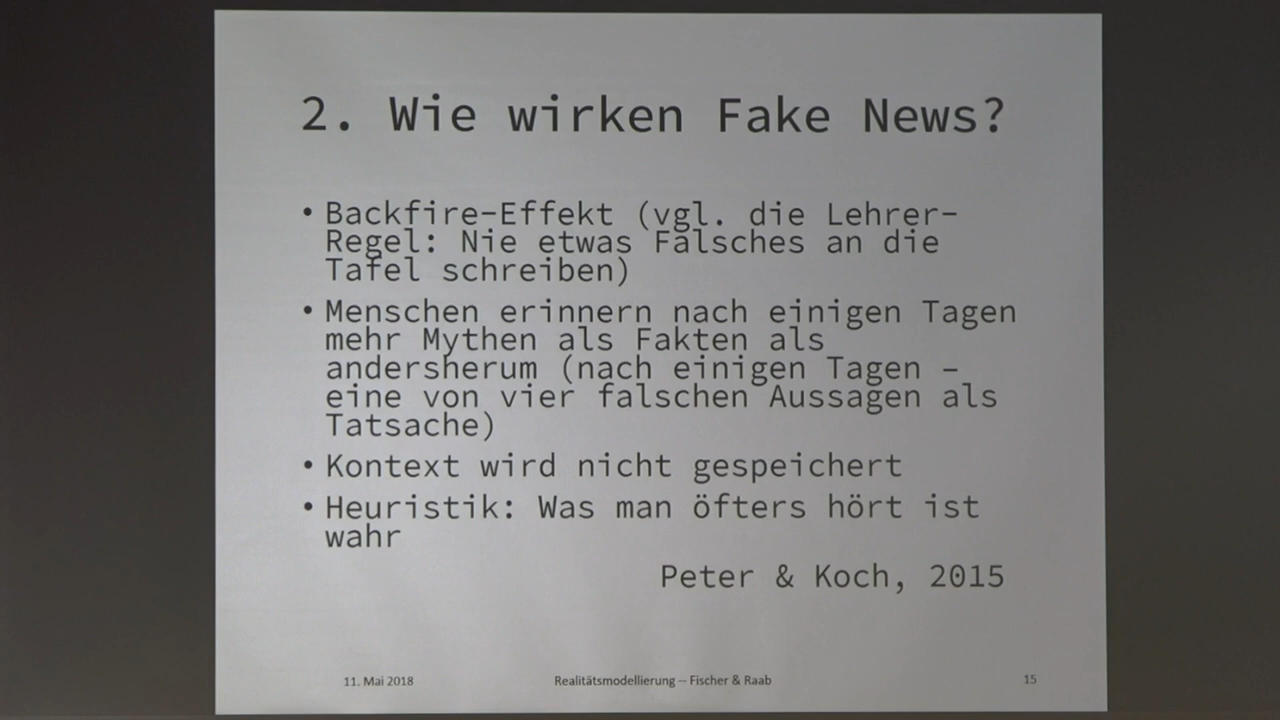 2. Wie wirken Fake News?
• Backfire-Effekt (vgl. die Lehrer-
Regel: Nie etwas Falsches an die
Tafel schreiben)
• Menschen erinnern nach einigen Tagen
mehr Mythen als Fakten als
andersherum (nach einigen Tagen –
eine von vier falschen Aussagen als
Tatsache)
• Kontext wird nicht gespeichert
• Heuristik: Was man öfters hört ist
wahr
Peter & Koch, 2015
11. Mai 2018 Realitätsmodellierung – Fischer & Raab 15